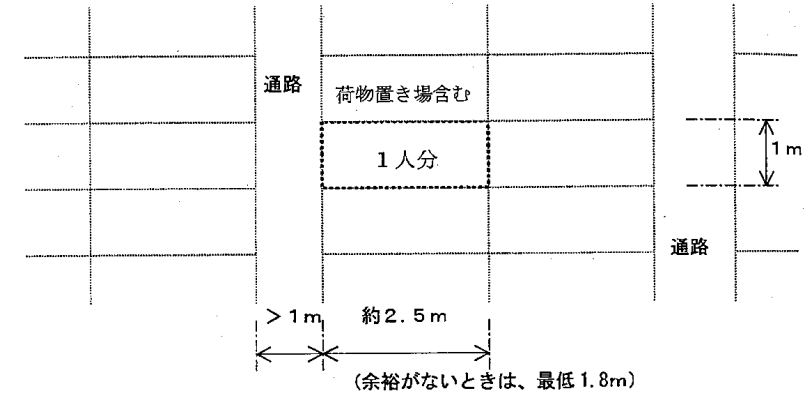 通路
荷物置き場含む
1人分
1m
通路
＞1m
約2.5m
(余裕がないときは、最低1.8m)